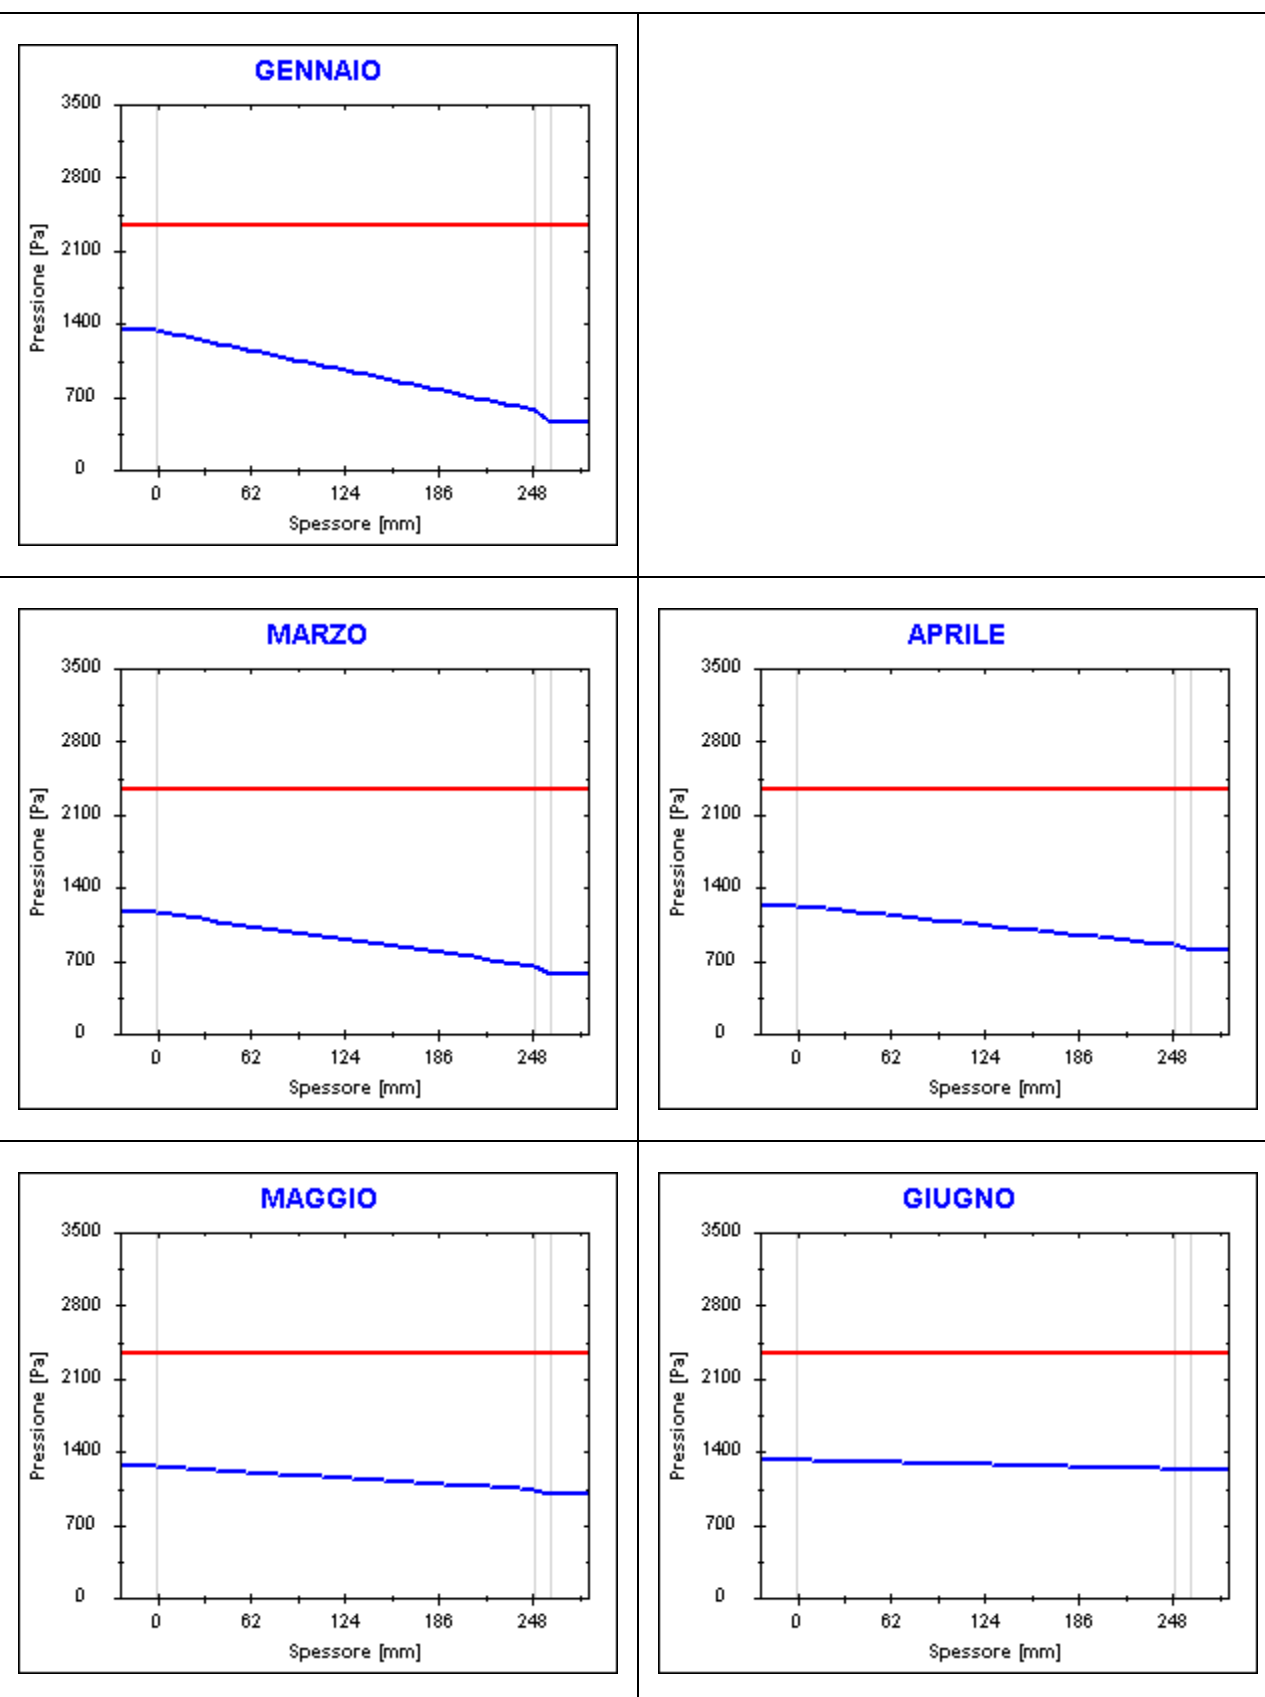 GENNAIO
3500
2800
2100
1400
700
0
Pressione [Pa]
0 62 124 186 248
Spessore [mm]
MARZO
3500
2800
2100
1400
700
0
Pressione [Pa]
0 62 124 186 248
Spessore [mm]
APRILE
3500
2800
2100
1400
700
0
Pressione [Pa]
0 62 124 186 248
Spessore [mm]
MAGGIO
3500
2800
2100
1400
700
0
Pressione [Pa]
0 62 124 186 248
Spessore [mm]
GIUGNO
3500
2800
2100
1400
700
0
Pressione [Pa]
0 62 124 186 248
Spessore [mm]